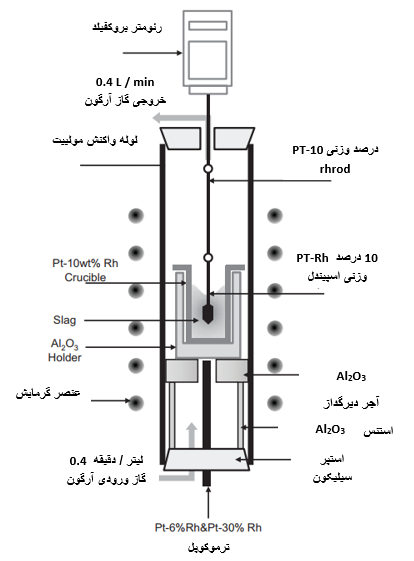 رئومتر بروکفیلد
0.4 L / min
خروجی گاز آرگون
لوله واکنش مولییت
PT-10 درصد وزنی
rhrod
Pt-10wt% Rh
Crucible
PT-Rh 10 درصد
وزنی اسپیندل
Slag
Al2O3
Holder
Al2O3
آجر دیرگداز
عنصر گرمایش
استنس Al2O3
لیتر / دقیقه 0.4
گاز ورودی آرگون
استپر
سیلیکون
Pt-6%Rh&Pt-30% Rh
ترموکوپل